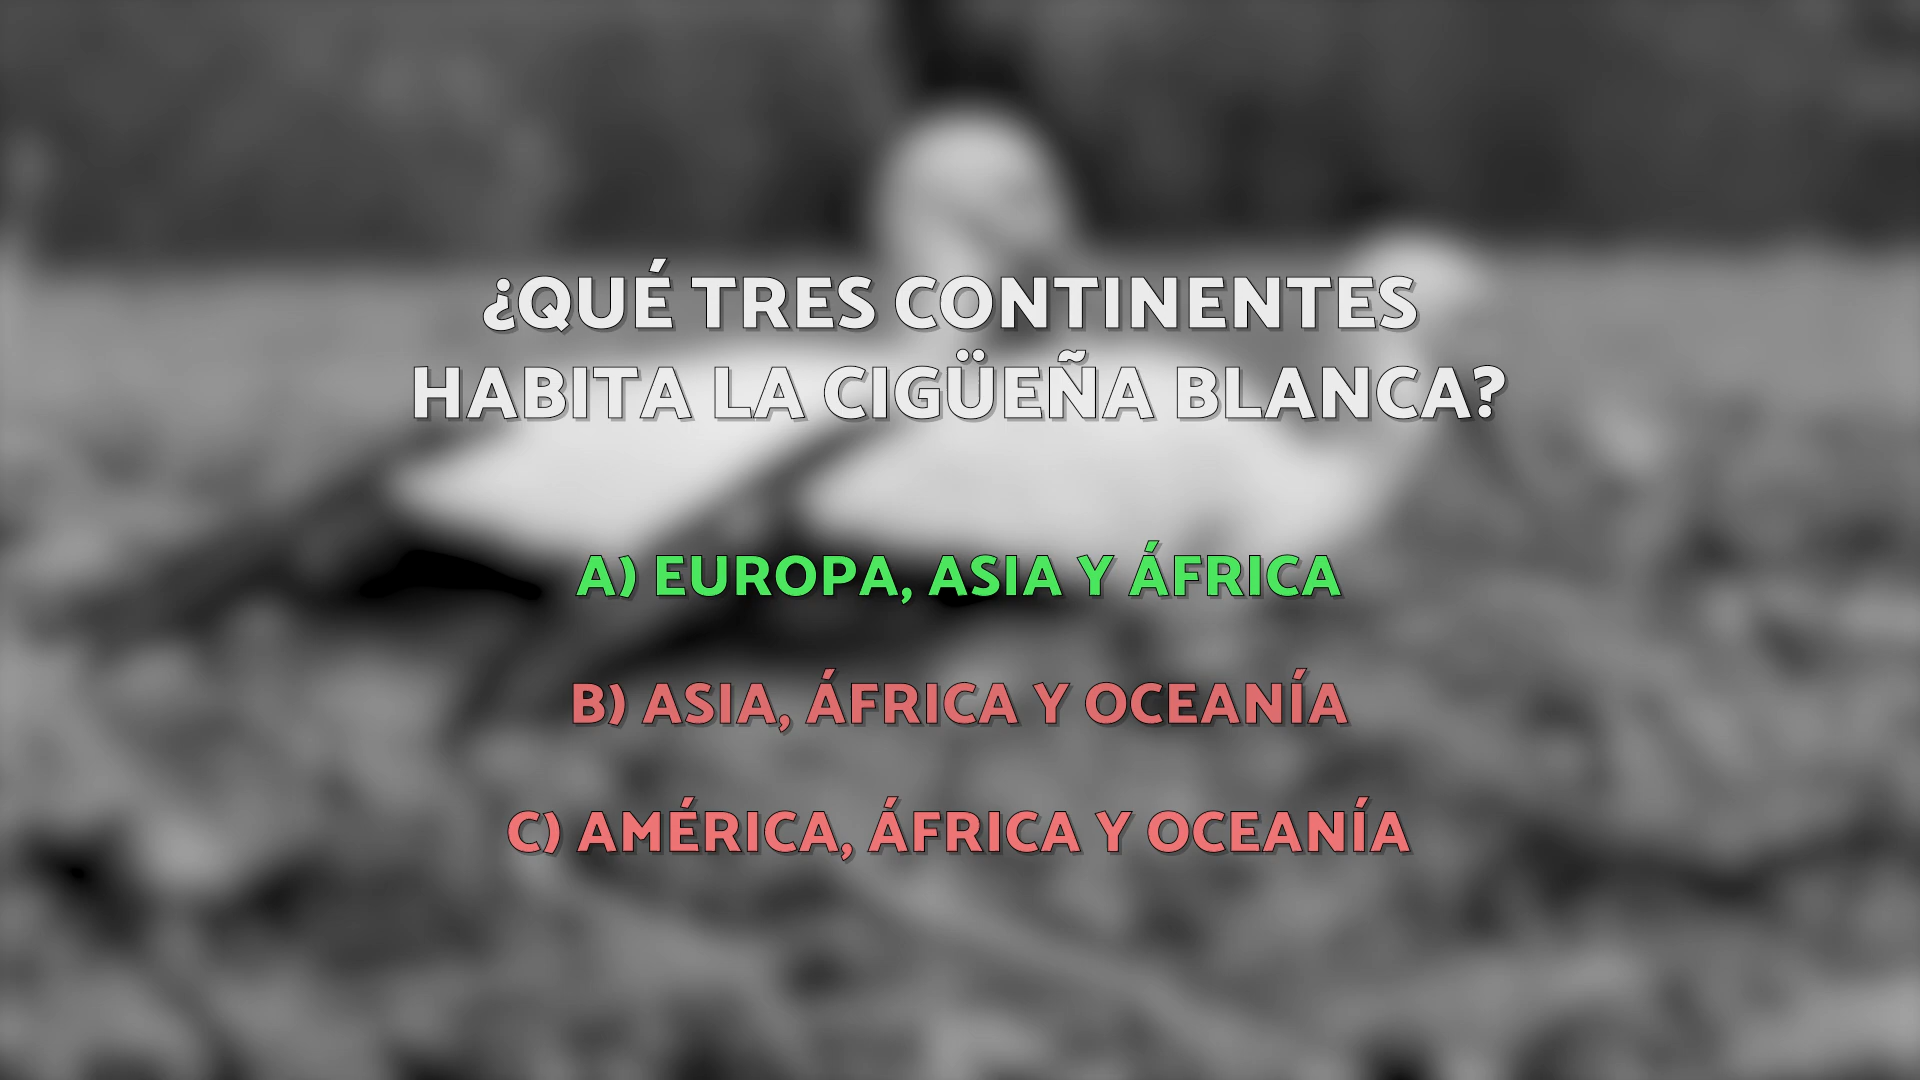 ¿QUÉ TRES CONTINENTES
HABITA LA CIGÜEÑA BLANCA?
A) EUROPA, ASIA Y ÁFRICA
B) ASIA, ÁFRICA Y OCEANÍA
C) AMÉRICA, ÁFRICA Y OCEANÍA